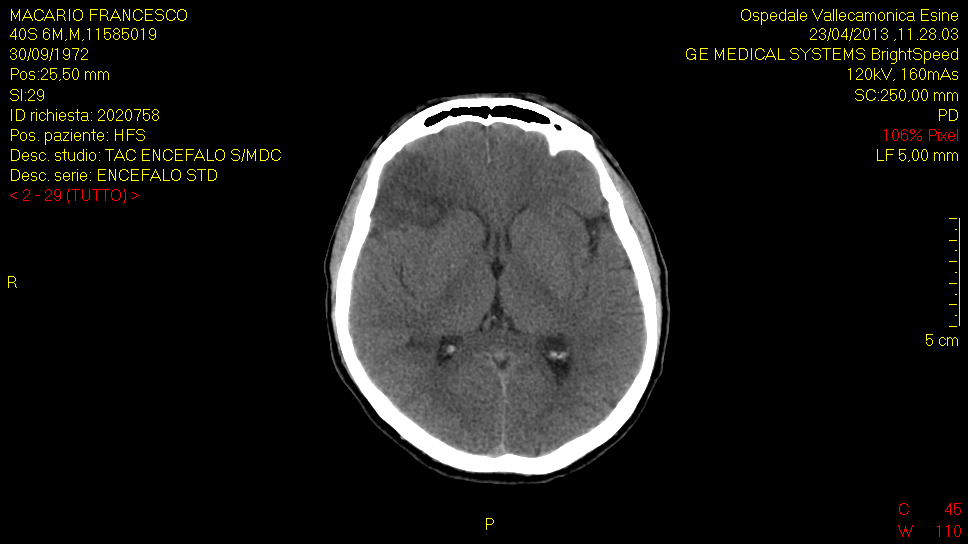 MACARIO FRANCESCO
40S 6M,M,11585019
30/09/1972
Pos:25,50 mm
SI:29
ID richiesta: 2020758
Pos. paziente: HFS
Desc. studio: TAC ENCEFALO S/MDC
Desc. serie: ENCEFALO STD
< 2 - 29 (TUTTO) >
Ospedale Vallecamonica Esine
23/04/2013 ,11.28.03
GE MEDICAL SYSTEMS BrightSpeed
120kV, 160mAs
SC:250,00 mm
PD
106% Pixel
LF 5,00 mm
R
5 cm
P
C 45
W 110